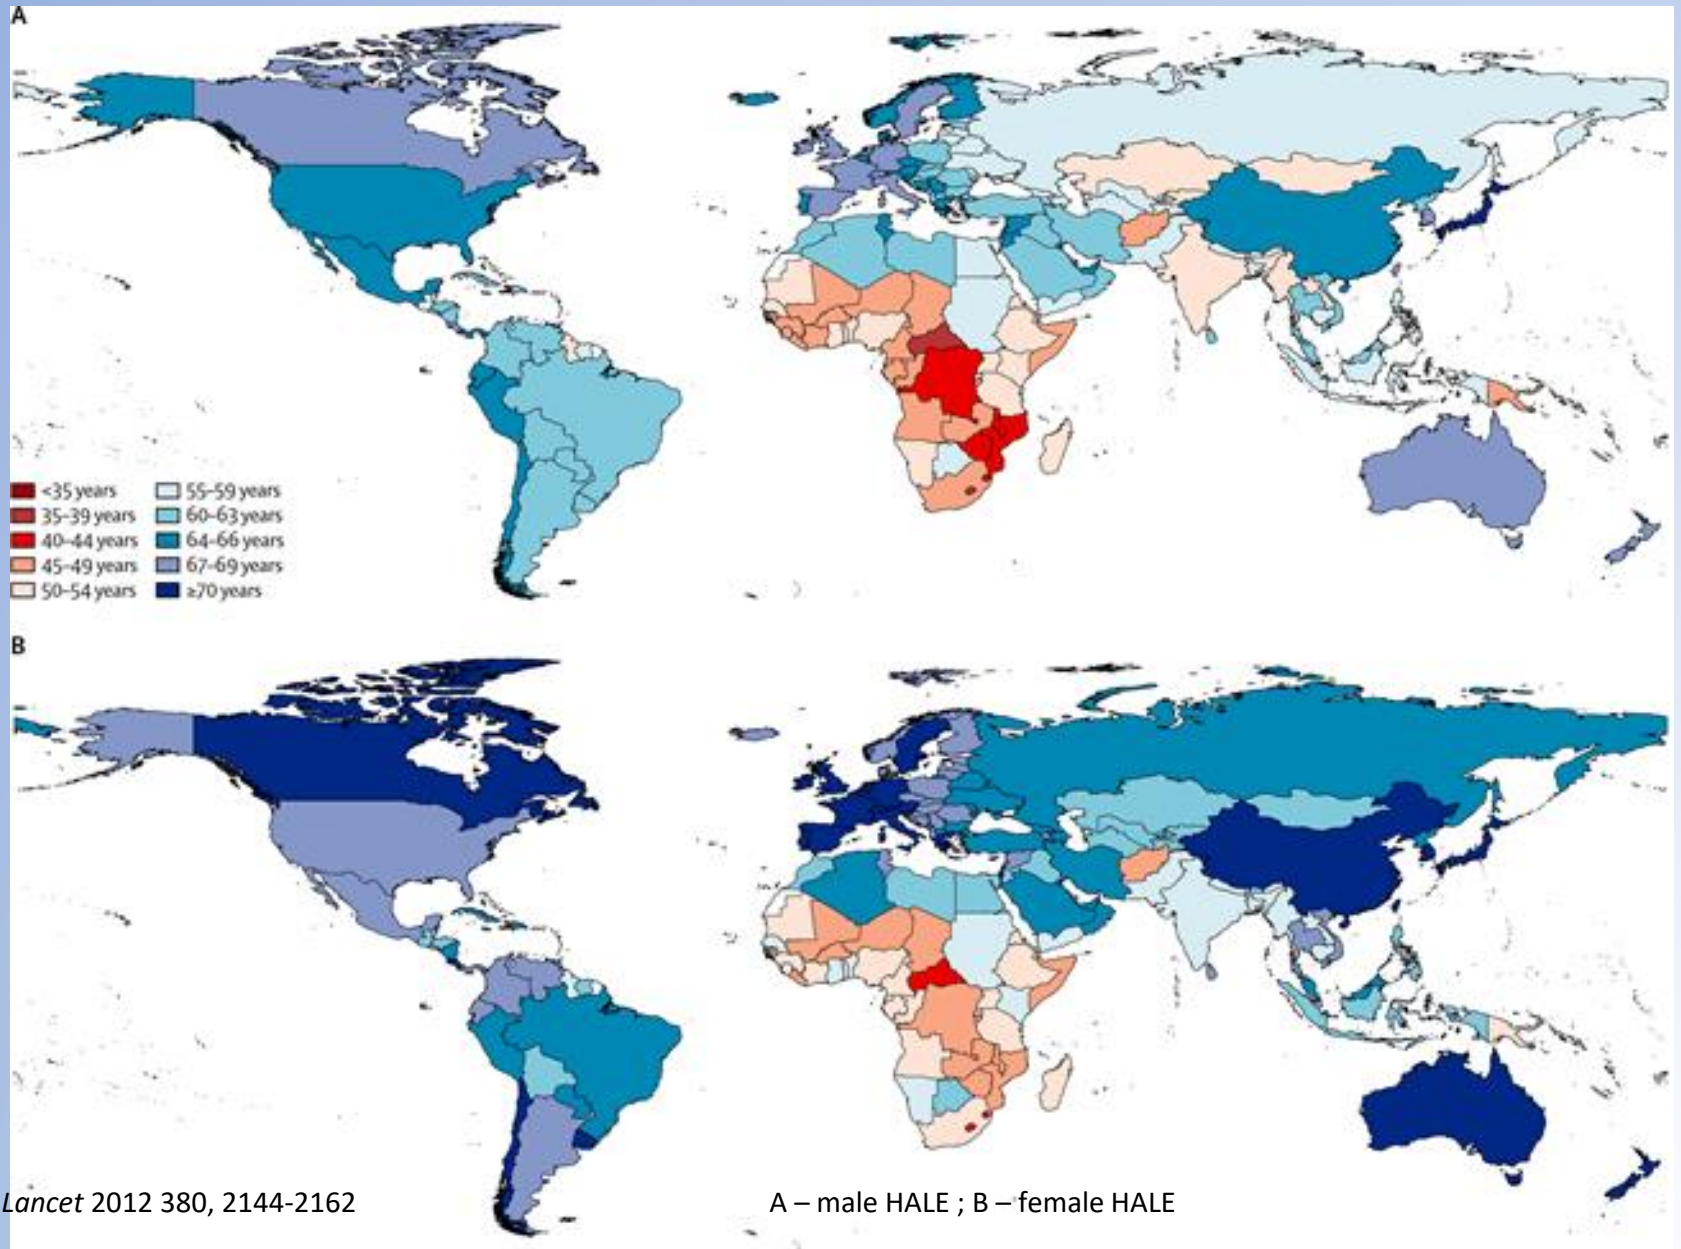 A
<35 years
35–39 years
40–44 years
45–49 years
50–54 years
55–59 years
60–63 years
64–66 years
67–69 years
≥70 years
B
Lancet 2012 380, 2144-2162
A – male HALE ; B – female HALE